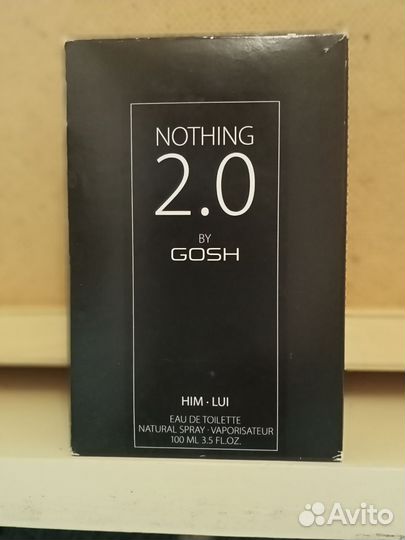 NOTHING
2.0
BY
GOSH
HIM · LUI
EAU DE TOILETTE
NATURAL SPRAY · VAPORISATEUR
100 ML 3.5 FL.OZ.
Avito